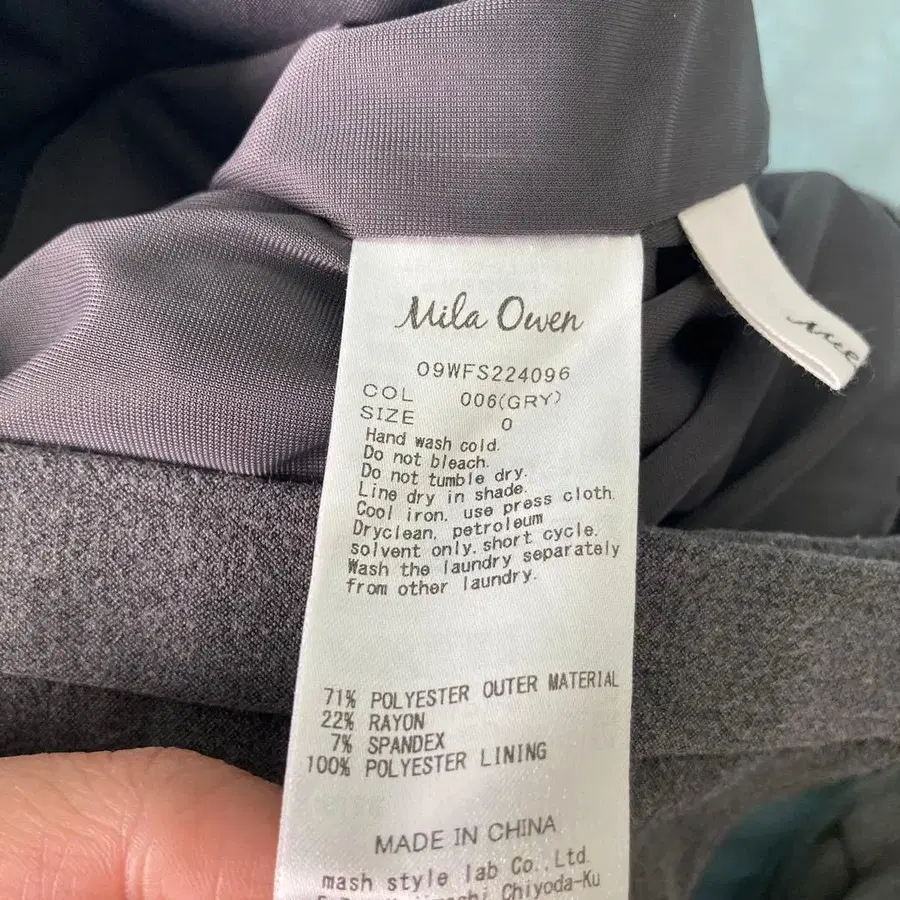 Mila Owen
09WFS224096
COL 006(GRY)
SIZE 0
Hand wash cold.
Do not bleach.
Do not tumble dry.
Line dry in shade.
Cool iron, use press cloth.
Dryclean, petroleum
solvent only, short cycle.
Wash the laundry separately
from other laundry.
71% POLYESTER OUTER MATERIAL
22% RAYON
7% SPANDEX
100% POLYESTER LINING
MADE IN CHINA
mash style lab Co., Ltd.
Chiyoda-Ku